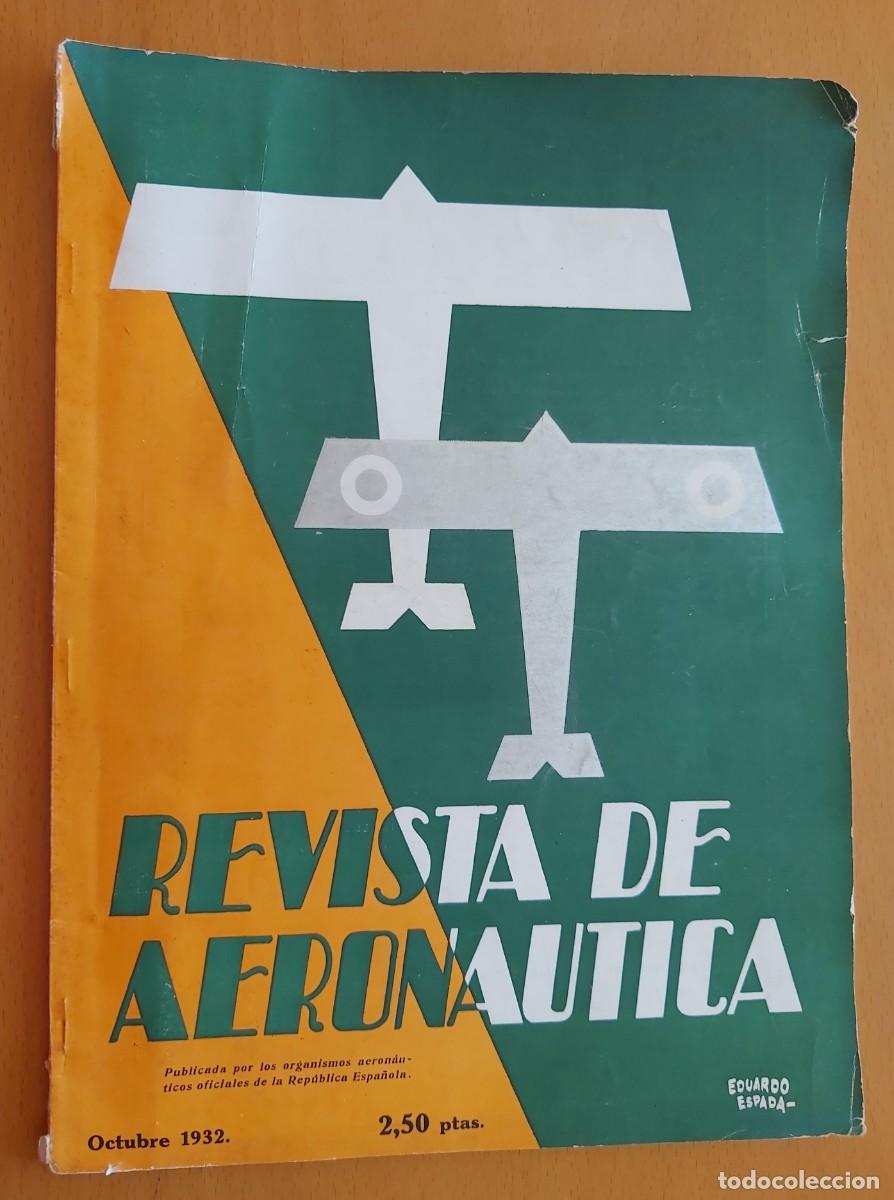 REVISTA DE
AERONAUTICA
Publicada por los organismos aeronáu-
ticos oficiales de la República Española.
EDUARDO
ESPADA-
Octubre 1932.
2,50 ptas.
todocoleccion